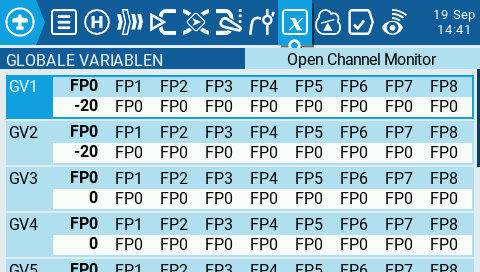 H x 19 Sep
14:41
GLOBALE VARIABLEN Open Channel Monitor
GV1 FP0 FP1 FP2 FP3 FP4 FP5 FP6 FP7 FP8
-20 FP0 FP0 FP0 FP0 FP0 FP0 FP0 FP0
GV2 FP0 FP1 FP2 FP3 FP4 FP5 FP6 FP7 FP8
-20 FP0 FP0 FP0 FP0 FP0 FP0 FP0 FP0
GV3 FP0 FP1 FP2 FP3 FP4 FP5 FP6 FP7 FP8
0 FP0 FP0 FP0 FP0 FP0 FP0 FP0 FP0
GV4 FP0 FP1 FP2 FP3 FP4 FP5 FP6 FP7 FP8
0 FP0 FP0 FP0 FP0 FP0 FP0 FP0 FP0
GV5 FP0 FP1 FP2 FP3 FP4 FP5 FP6 FP7 FP8